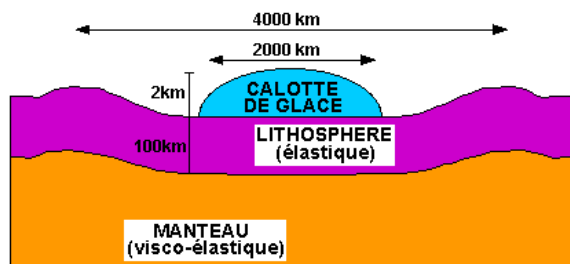 4000 km
2000 km
2km
CALOTTE
DE GLACE
LITHOSPHERE
(élastique)
100km
MANTEAU
(visco-élastique)